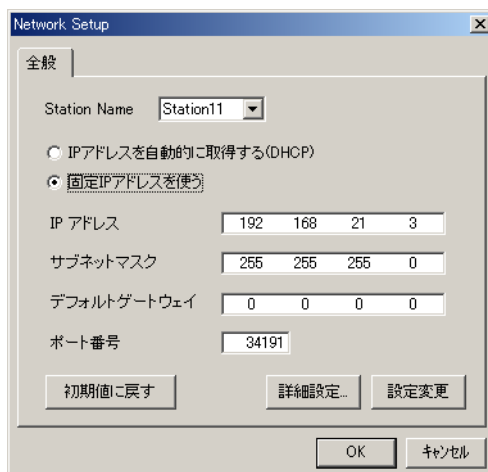 Network Setup
全般
Station Name Station11
IPアドレスを自動的に取得する(DHCP)
固定IPアドレスを使う
IP アドレス 192 168 21 3
サブネットマスク 255 255 255 0
デフォルトゲートウェイ 0 0 0 0
ポート番号 34191
初期値に戻す 詳細設定... 設定変更
OK キャンセル